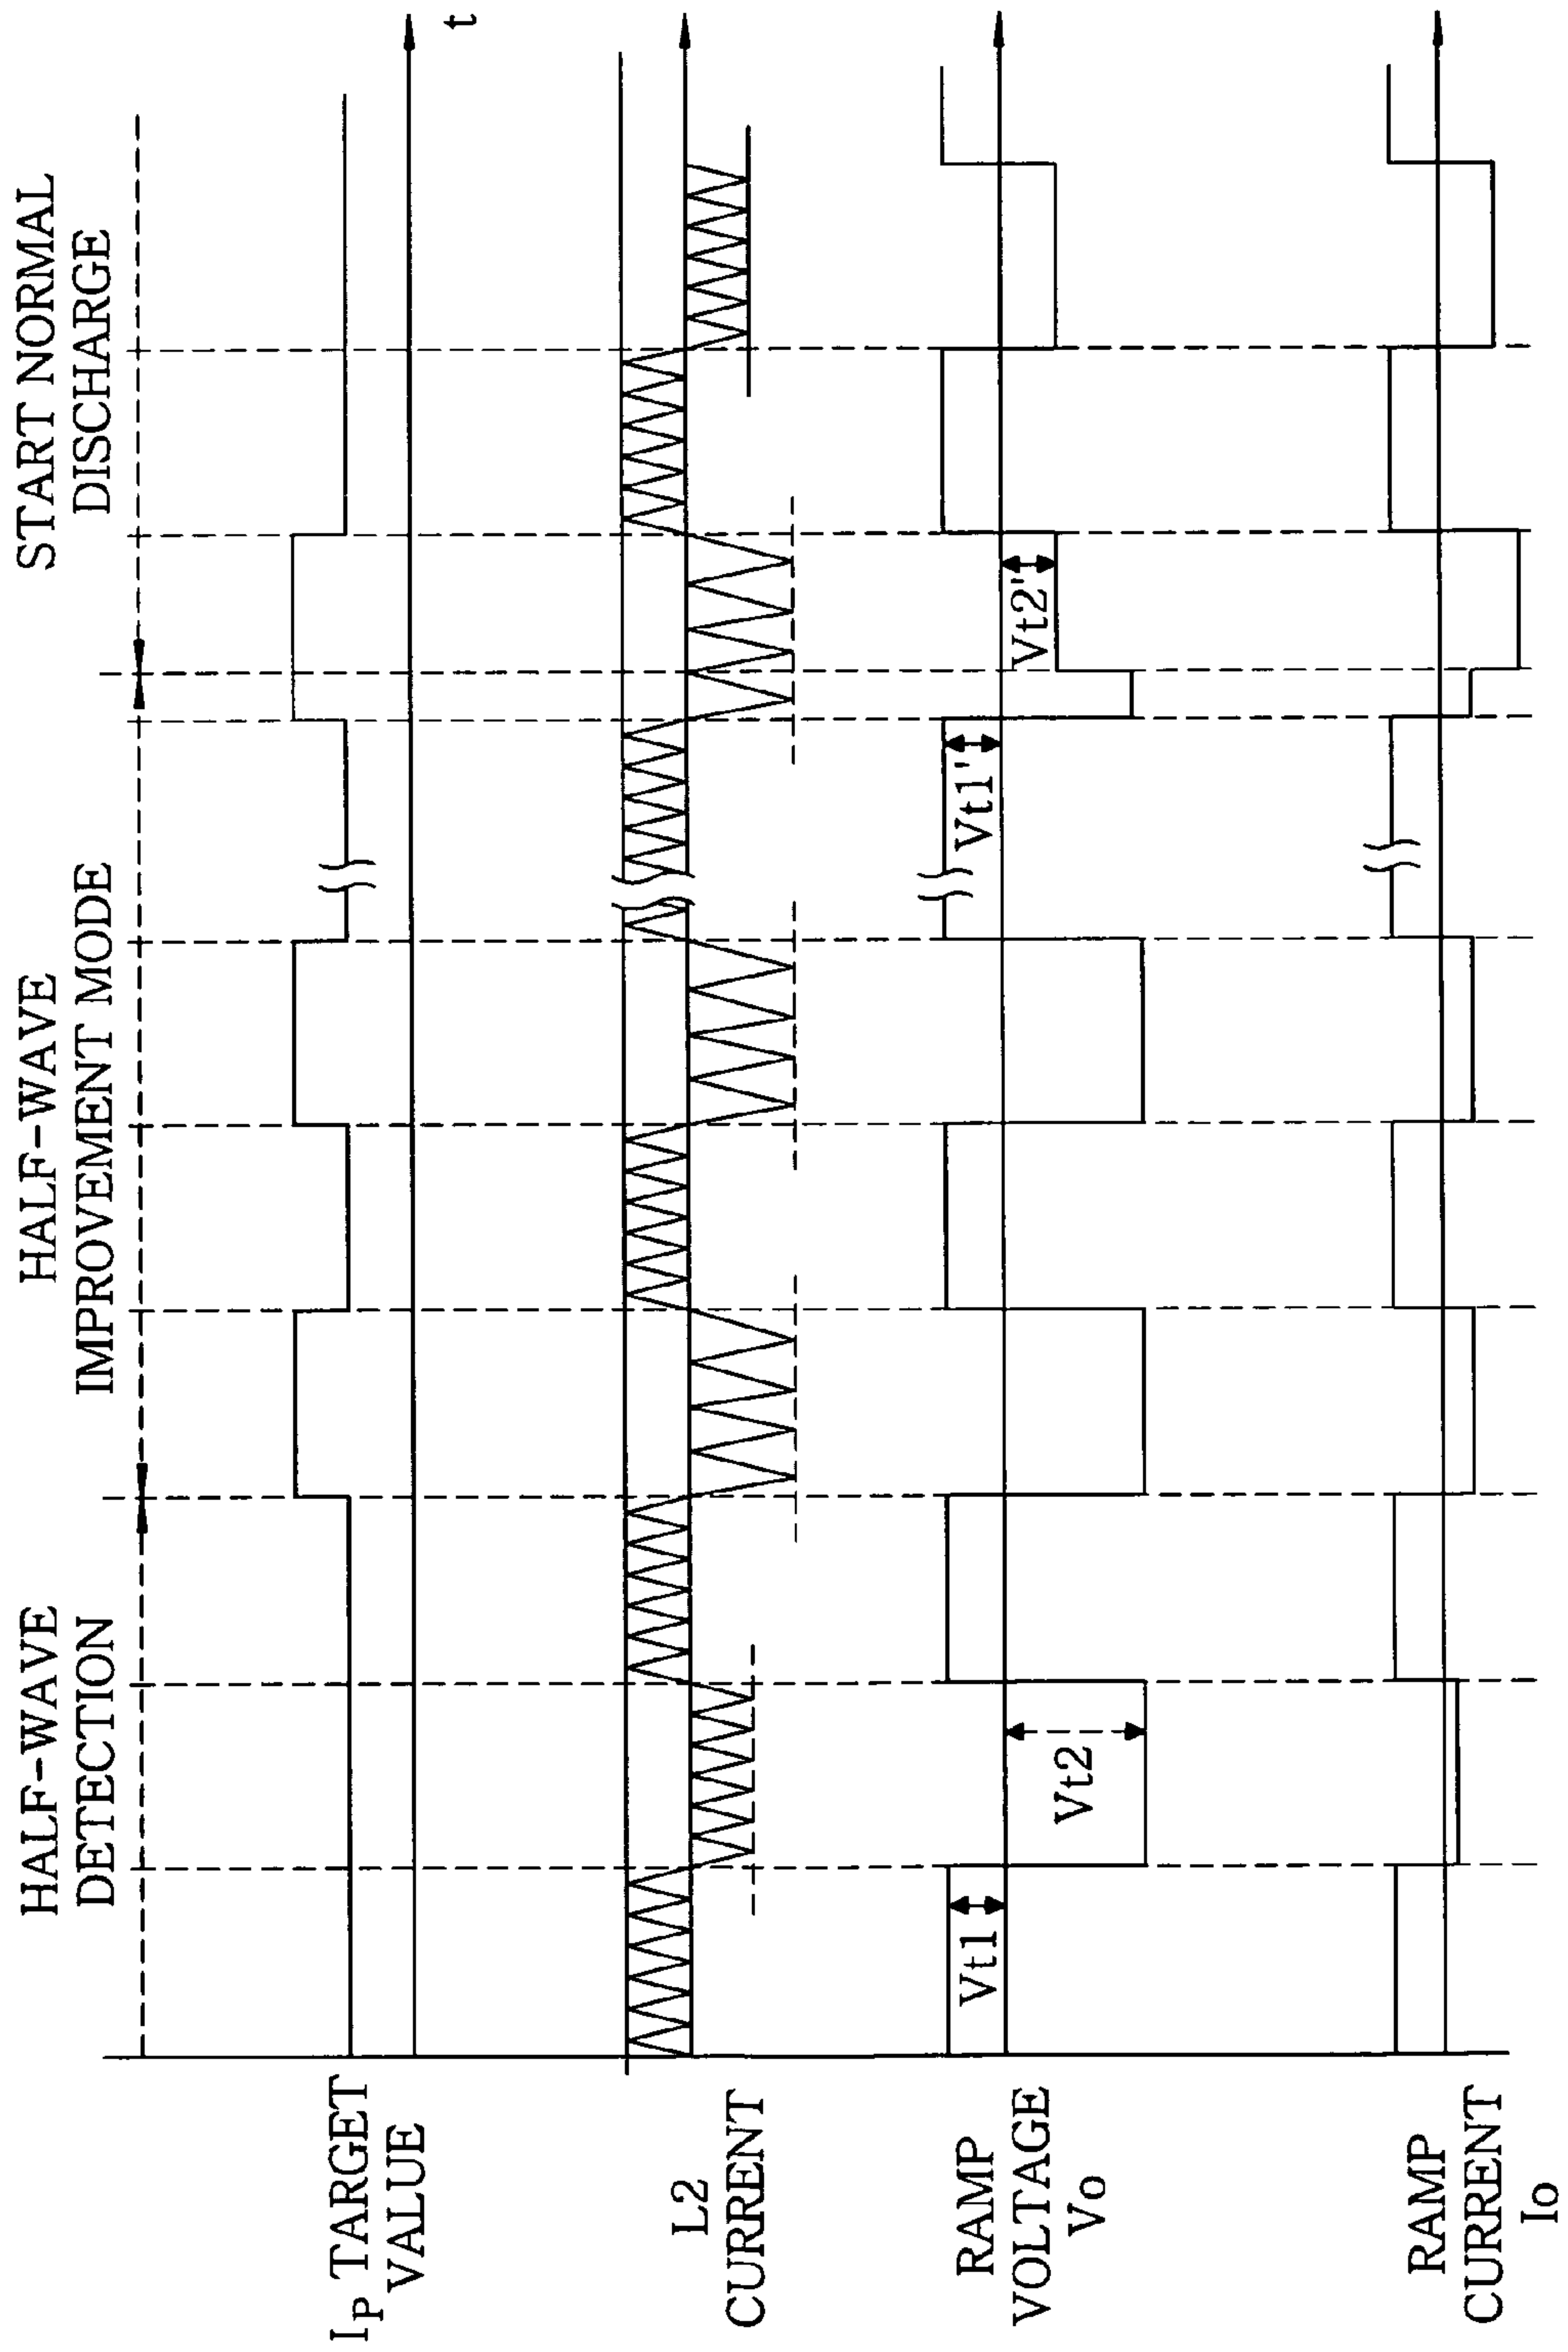 HALF-WAVE
DETECTION
HALF-WAVE
IMPROVEMENT MODE
START NORMAL
DISCHARGE
IP TARGET
VALUE
t
L2
CURRENT
RAMP
VOLTAGE
Vo
Vt1
Vt2
Vt1'
Vt2'
RAMP
CURRENT
Io